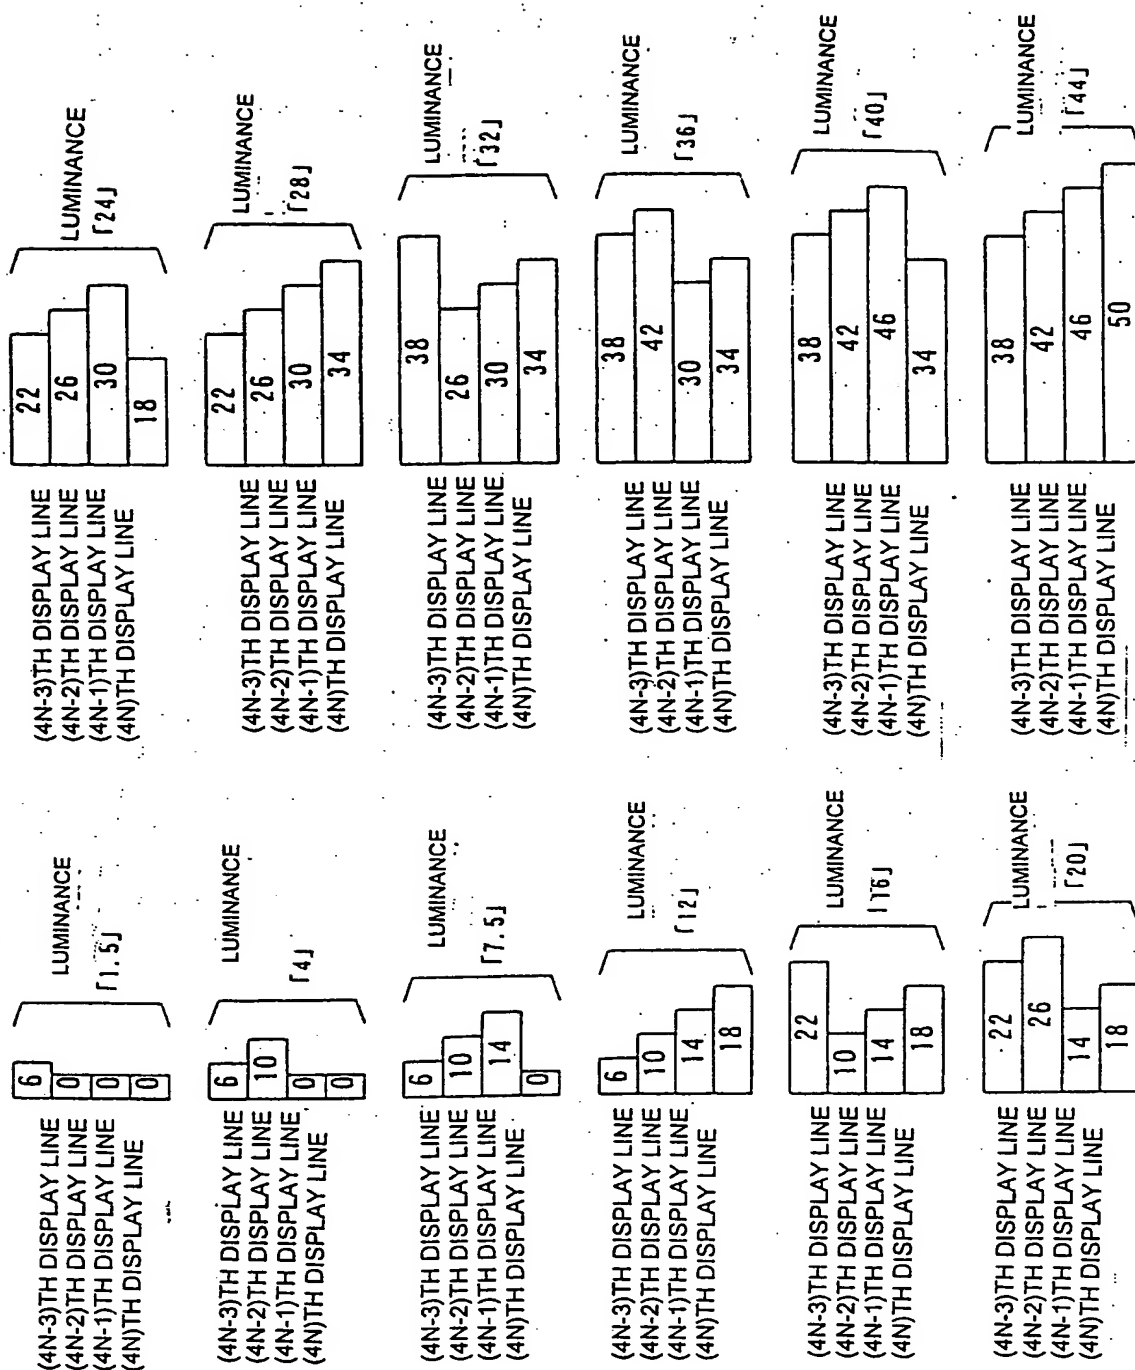 (4N-3)TH DISPLAY LINE
(4N-2)TH DISPLAY LINE
(4N-1)TH DISPLAY LINE
(4N)TH DISPLAY LINE
6
0
0
0
LUMINANCE
「1.5」
(4N-3)TH DISPLAY LINE
(4N-2)TH DISPLAY LINE
(4N-1)TH DISPLAY LINE
(4N)TH DISPLAY LINE
6
10
0
0
LUMINANCE
「4」
(4N-3)TH DISPLAY LINE
(4N-2)TH DISPLAY LINE
(4N-1)TH DISPLAY LINE
(4N)TH DISPLAY LINE
6
10
14
0
LUMINANCE
「7.5」
(4N-3)TH DISPLAY LINE
(4N-2)TH DISPLAY LINE
(4N-1)TH DISPLAY LINE
(4N)TH DISPLAY LINE
6
10
14
18
LUMINANCE
「12」
(4N-3)TH DISPLAY LINE
(4N-2)TH DISPLAY LINE
(4N-1)TH DISPLAY LINE
(4N)TH DISPLAY LINE
22
10
14
18
LUMINANCE
「16」
(4N-3)TH DISPLAY LINE
(4N-2)TH DISPLAY LINE
(4N-1)TH DISPLAY LINE
(4N)TH DISPLAY LINE
22
26
14
18
LUMINANCE
「20」
(4N-3)TH DISPLAY LINE
(4N-2)TH DISPLAY LINE
(4N-1)TH DISPLAY LINE
(4N)TH DISPLAY LINE
22
26
30
18
LUMINANCE
「24」
(4N-3)TH DISPLAY LINE
(4N-2)TH DISPLAY LINE
(4N-1)TH DISPLAY LINE
(4N)TH DISPLAY LINE
22
26
30
34
LUMINANCE
「28」
(4N-3)TH DISPLAY LINE
(4N-2)TH DISPLAY LINE
(4N-1)TH DISPLAY LINE
(4N)TH DISPLAY LINE
38
26
30
34
LUMINANCE
「32」
(4N-3)TH DISPLAY LINE
(4N-2)TH DISPLAY LINE
(4N-1)TH DISPLAY LINE
(4N)TH DISPLAY LINE
38
42
30
34
LUMINANCE
「36」
(4N-3)TH DISPLAY LINE
(4N-2)TH DISPLAY LINE
(4N-1)TH DISPLAY LINE
(4N)TH DISPLAY LINE
38
42
46
34
LUMINANCE
「40」
(4N-3)TH DISPLAY LINE
(4N-2)TH DISPLAY LINE
(4N-1)TH DISPLAY LINE
(4N)TH DISPLAY LINE
38
42
46
50
LUMINANCE
「44」